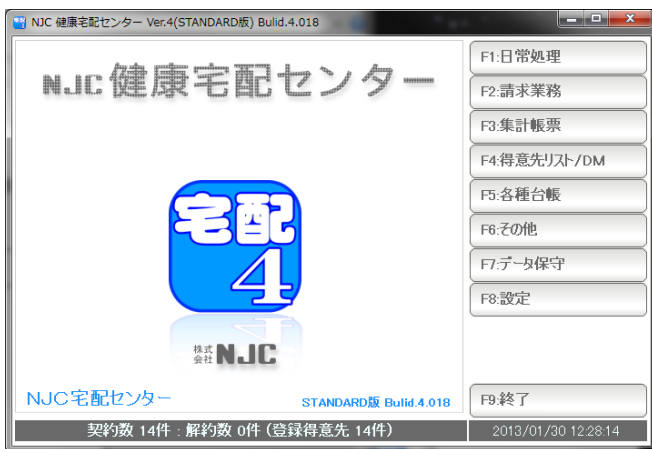 NJC 健康宅配センター Ver.4(STANDARD版) Bulid.4.018
NJC健康宅配センター
宅配
4
株式
会社 NJC
NJC宅配センター
STANDARD版 Bulid.4.018
F1:日常処理
F2:請求業務
F3:集計帳票
F4:得意先リスト/DM
F5:各種台帳
F6:その他
F7:データ保守
F8:設定
F9:終了
契約数 14件 : 解約数 0件 (登録得意先 14件)
2013/01/30 12:28:14